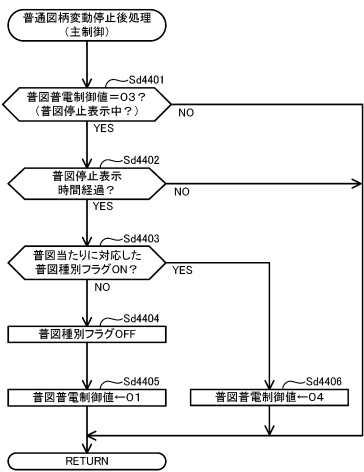 普通図柄変動停止後処理
(主制御)
Sd4401
普図普電制御値＝03？
(普図停止表示中？)
NO
YES
Sd4402
普図停止表示
時間経過？
NO
YES
Sd4403
普図当たりに対応した
普図種別フラグON？
YES
NO
Sd4404
普図種別フラグOFF
Sd4405
普図普電制御値←01
Sd4406
普図普電制御値←04
RETURN